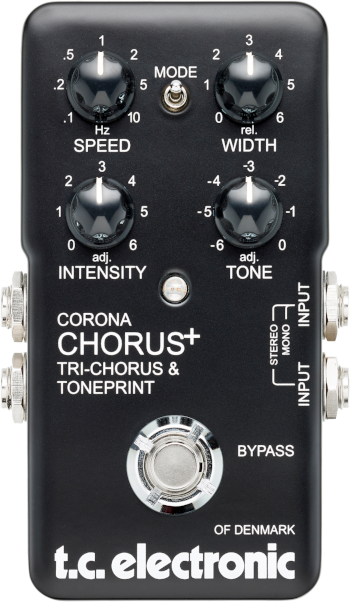 MODE
.1 .2 .5 1 2 5 10
Hz
SPEED
0 1 2 3 4 5 6
rel.
WIDTH
0 1 2 3 4 5 6
adj.
INTENSITY
-6 -5 -4 -3 -2 -1 0
adj.
TONE
CORONA
CHORUS+
TRI-CHORUS &
TONEPRINT
STEREO
MONO
INPUT
INPUT
BYPASS
OF DENMARK
t.c. electronic